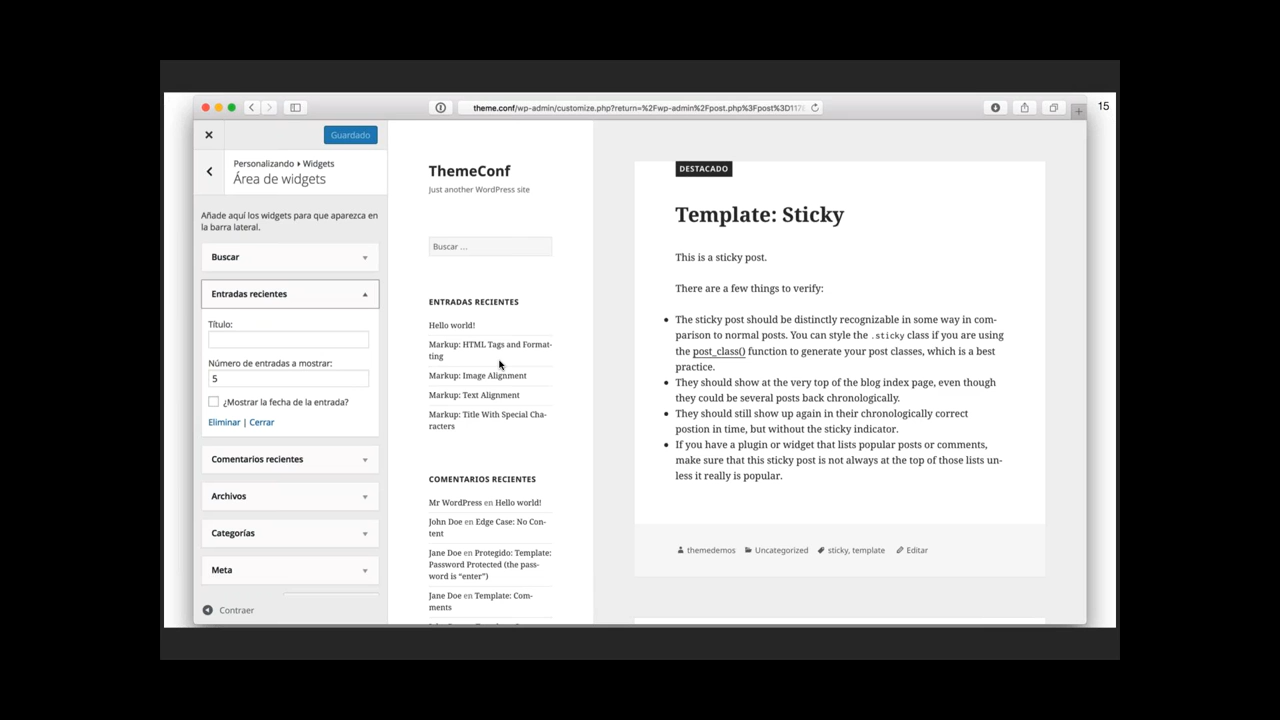 theme.conf/wp-admin/customize.php?return=%2Fwp-admin%2Fpost.php%3Fpost%3D117
15
Guardado
Personalizando ▸ Widgets
Área de widgets
Añade aquí los widgets para que aparezca en
la barra lateral.
Buscar
Entradas recientes
Título:
Número de entradas a mostrar:
5
¿Mostrar la fecha de la entrada?
Eliminar | Cerrar
Comentarios recientes
Archivos
Categorías
Meta
Contraer
ThemeConf
Just another WordPress site
Buscar ...
ENTRADAS RECIENTES
Hello world!
Markup: HTML Tags and Format-
ting
Markup: Image Alignment
Markup: Text Alignment
Markup: Title With Special Cha-
racters
COMENTARIOS RECIENTES
Mr WordPress en Hello world!
John Doe en Edge Case: No Con-
tent
Jane Doe en Protegido: Template:
Password Protected (the pass-
word is “enter”)
Jane Doe en Template: Com-
ments
DESTACADO
Template: Sticky
This is a sticky post.
There are a few things to verify:
The sticky post should be distinctly recognizable in some way in com-
parison to normal posts. You can style the .sticky class if you are using
the post_class() function to generate your post classes, which is a best
practice.
They should show at the very top of the blog index page, even though
they could be several posts back chronologically.
They should still show up again in their chronologically correct
postion in time, but without the sticky indicator.
If you have a plugin or widget that lists popular posts or comments,
make sure that this sticky post is not always at the top of those lists un-
less it really is popular.
themedemos
Uncategorized
sticky, template
Editar